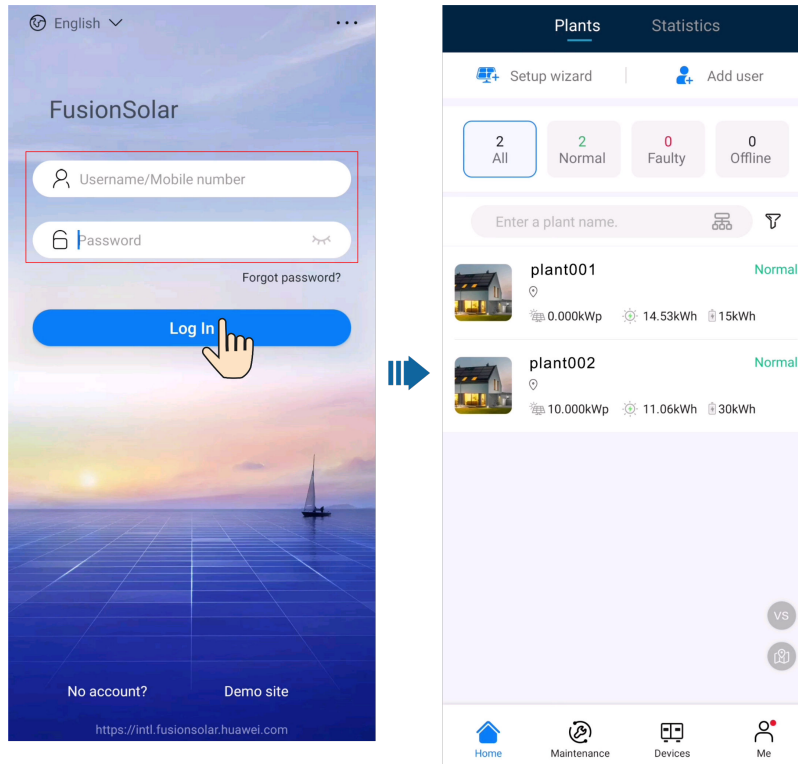 English
FusionSolar
Username/Mobile number
Password
Forgot password?
Log In
No account?
Demo site
https://intl.fusionsolar.huawei.com
Plants
Statistics
Setup wizard
Add user
2
All
2
Normal
0
Faulty
0
Offline
Enter a plant name.
plant001
Normal
0.000kWp
14.53kWh
15kWh
plant002
Normal
10.000kWp
11.06kWh
30kWh
VS
Home
Maintenance
Devices
Me